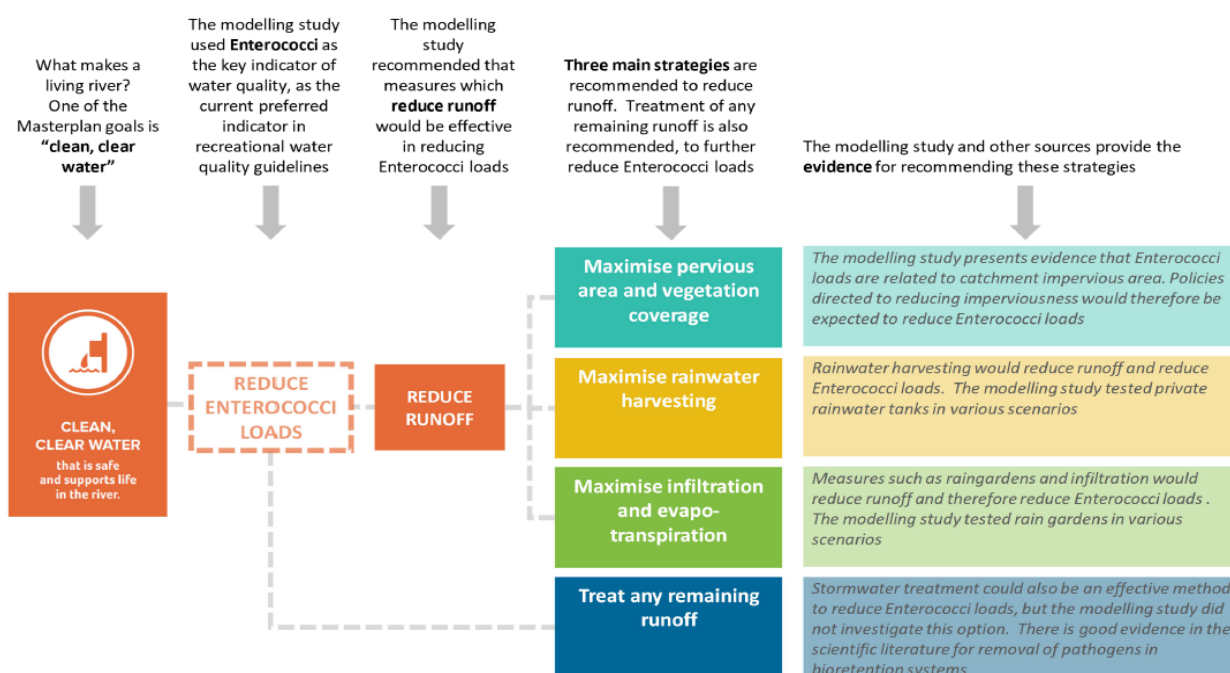 What makes a
living river?
One of the
Masterplan goals is
“clean, clear
water”
The modelling study
used Enterococci as
the key indicator of
water quality, as the
current preferred
indicator in
recreational water
quality guidelines
The modelling
study
recommended that
measures which
reduce runoff
would be effective
in reducing
Enterococci loads
Three main strategies are
recommended to reduce
runoff. Treatment of any
remaining runoff is also
recommended, to further
reduce Enterococci loads
The modelling study and other sources provide the
evidence for recommending these strategies
CLEAN,
CLEAR WATER
that is safe
and supports life
in the river.
REDUCE
ENTEROCOCCI
LOADS
REDUCE
RUNOFF
Maximise pervious
area and vegetation
coverage
The modelling study presents evidence that Enterococci
loads are related to catchment impervious area. Policies
directed to reducing imperviousness would therefore be
expected to reduce Enterococci loads
Maximise rainwater
harvesting
Rainwater harvesting would reduce runoff and reduce
Enterococci loads. The modelling study tested private
rainwater tanks in various scenarios
Maximise infiltration
and evapo-
transpiration
Measures such as raingardens and infiltration would
reduce runoff and therefore reduce Enterococci loads .
The modelling study tested rain gardens in various
scenarios
Treat any remaining
runoff
Stormwater treatment could also be an effective method
to reduce Enterococci loads, but the modelling study did
not investigate this option. There is good evidence in the
scientific literature for removal of pathogens in
bioretention systems